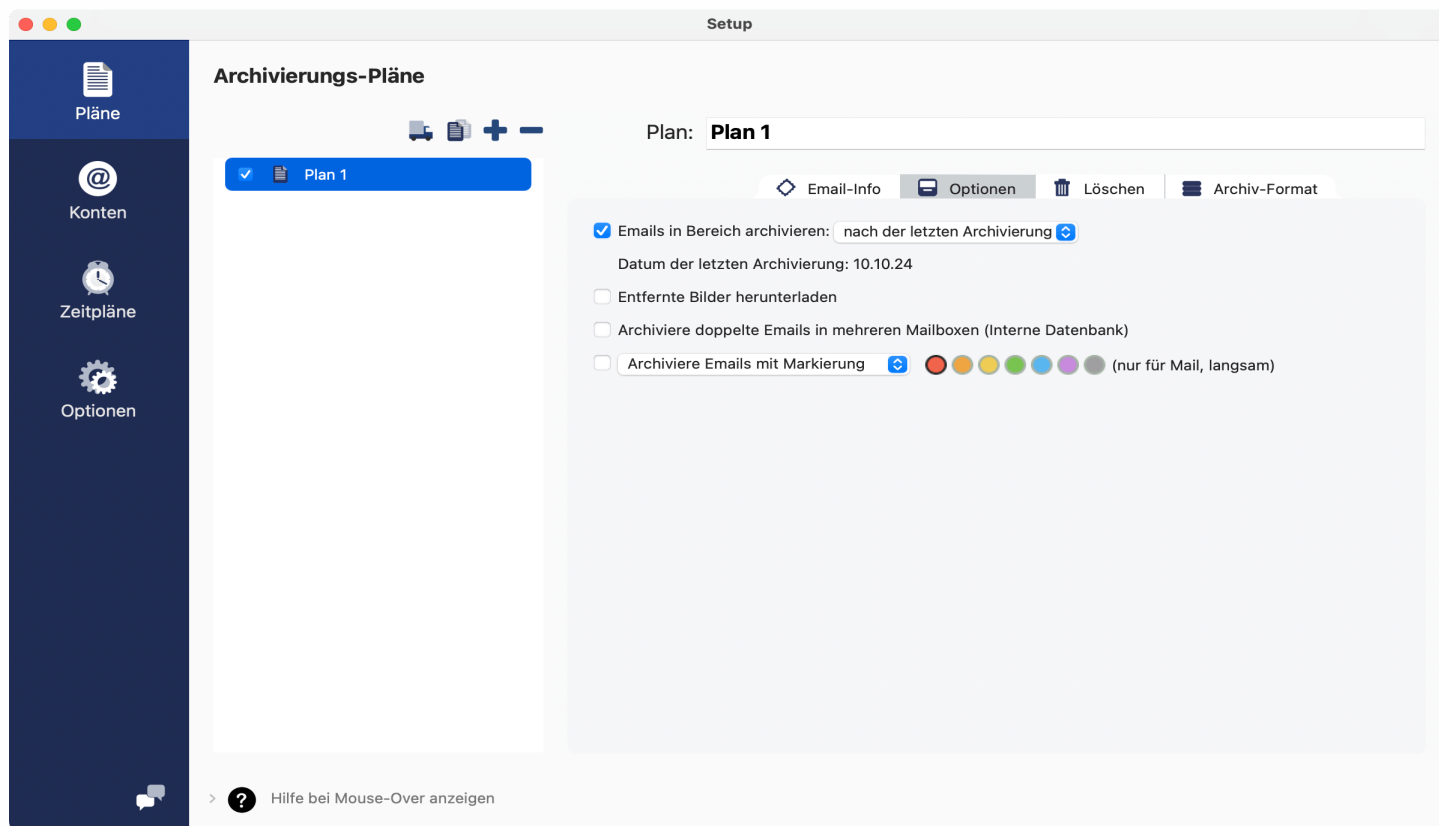 Setup
Pläne
Konten
Zeitpläne
Optionen
Archivierungs-Pläne
Plan 1
Plan: Plan 1
Email-Info Optionen Löschen Archiv-Format
Emails in Bereich archivieren: nach der letzten Archivierung
Datum der letzten Archivierung: 10.10.24
Entfernte Bilder herunterladen
Archiviere doppelte Emails in mehreren Mailboxen (Interne Datenbank)
Archiviere Emails mit Markierung (nur für Mail, langsam)
? Hilfe bei Mouse-Over anzeigen